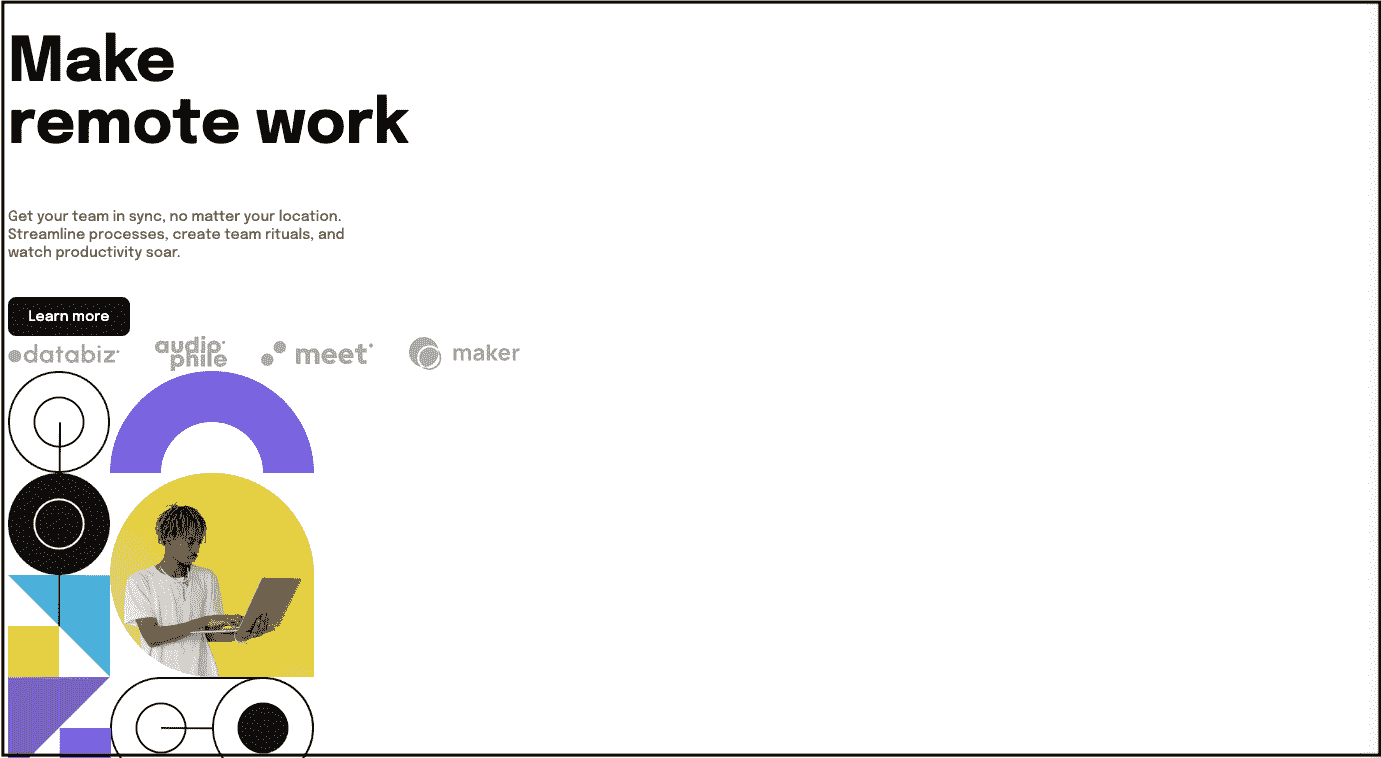 Make
remote work
Get your team in sync, no matter your location.
Streamline processes, create team rituals, and
watch productivity soar.
Learn more
databiz
audio
phile
meet
maker